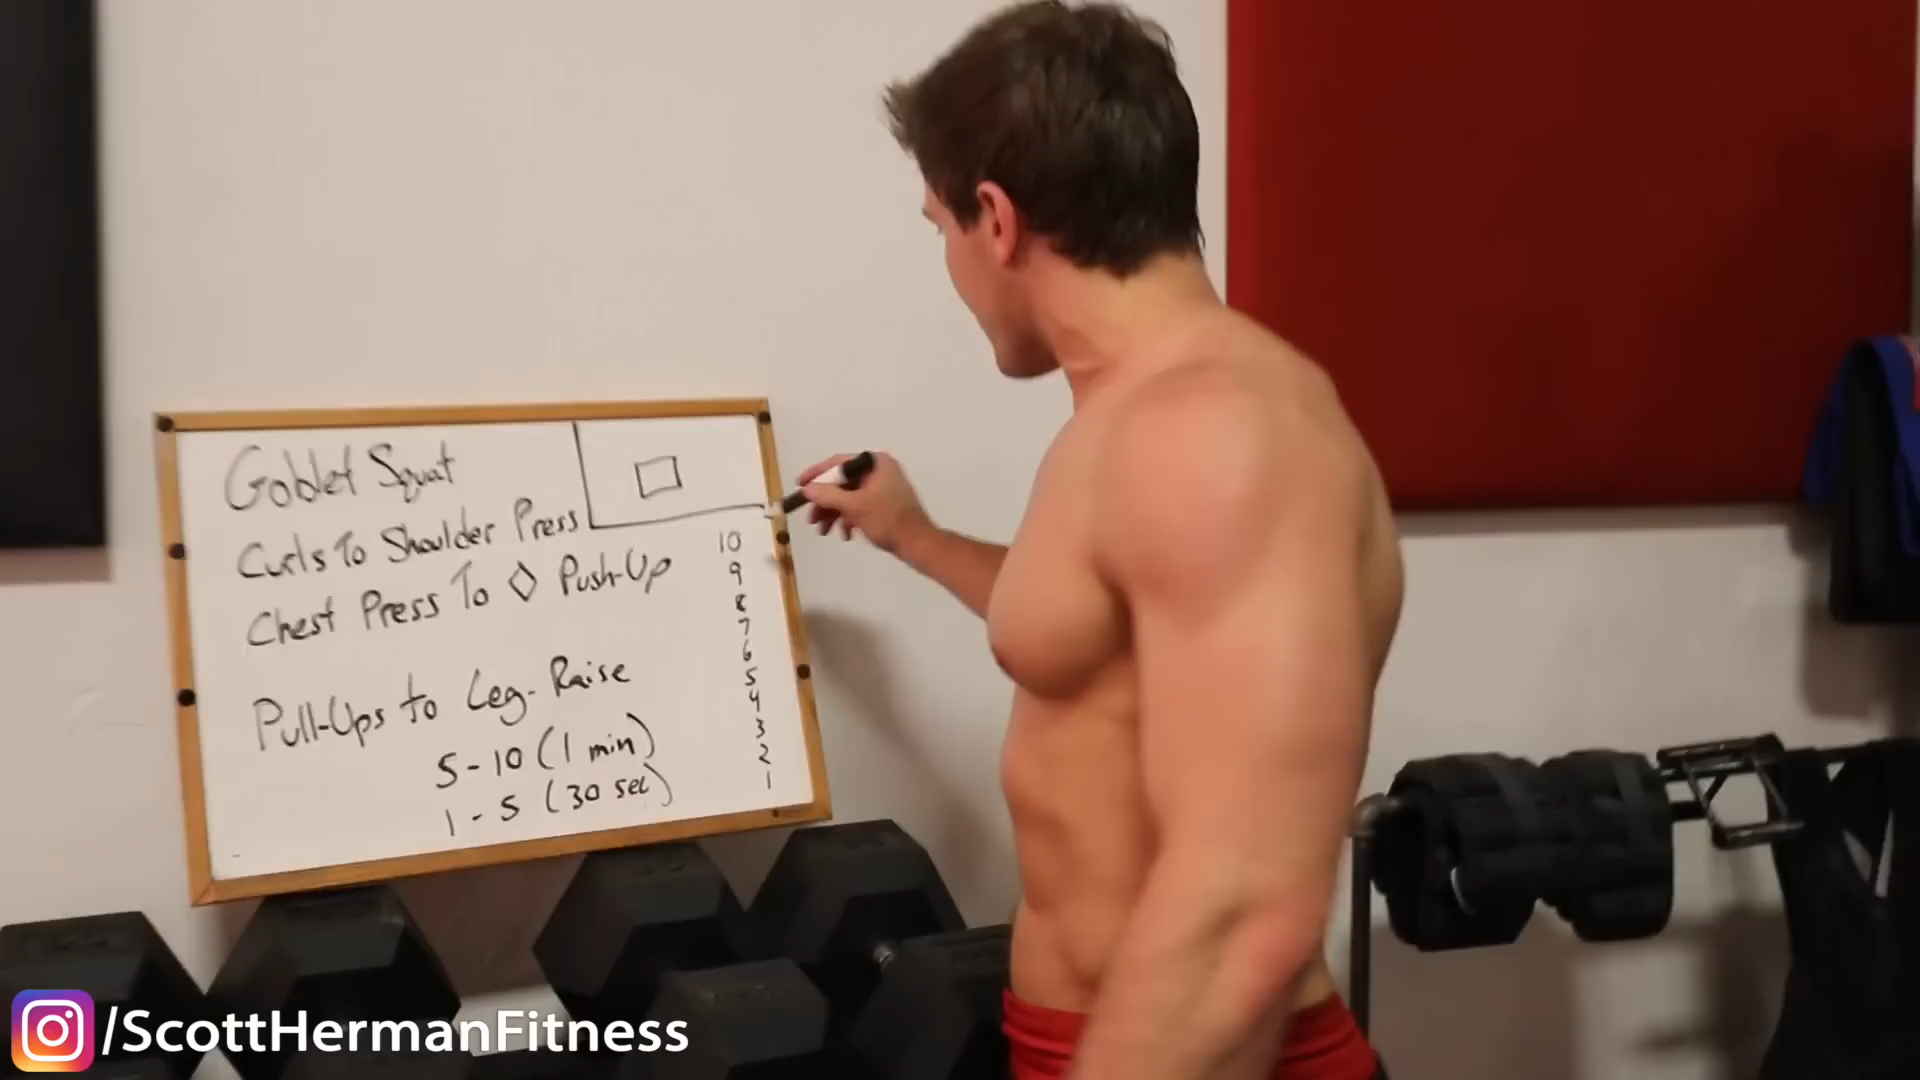 Goblet Squat
Curls To Shoulder Press
Chest Press To ◇ Push-Up
Pull-Ups to Leg-Raise
5-10 (1 min)
1-5 (30 sec)
10
9
8
7
6
5
4
3
2
1
/ScottHermanFitness